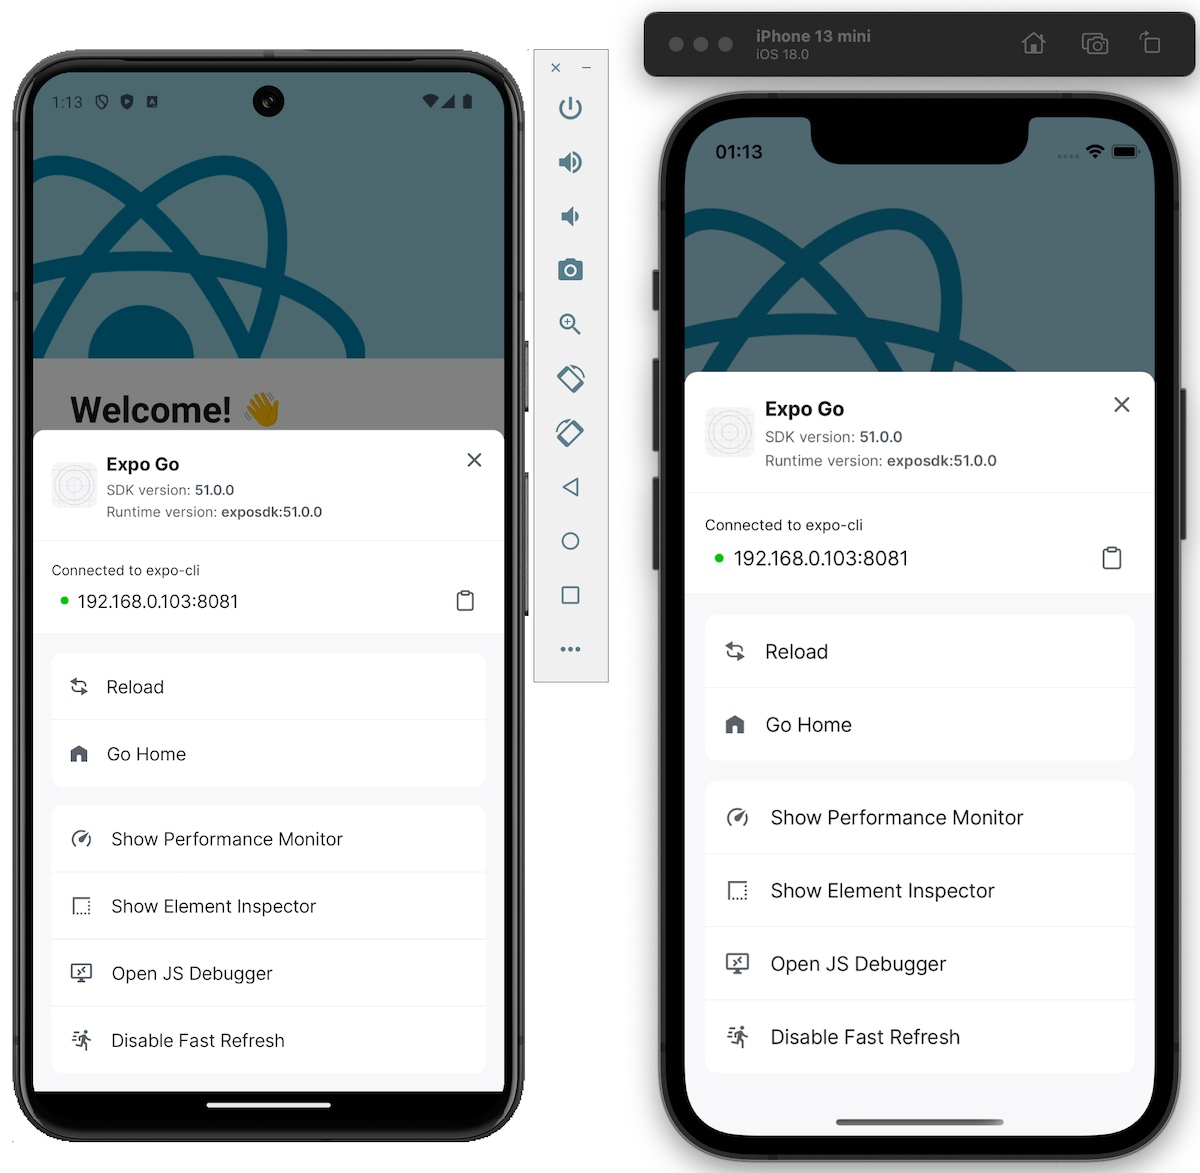 1:13
Welcome! 👋
Expo Go
SDK version: 51.0.0
Runtime version: exposdk:51.0.0
Connected to expo-cli
192.168.0.103:8081
Reload
Go Home
Show Performance Monitor
Show Element Inspector
Open JS Debugger
Disable Fast Refresh
iPhone 13 mini
iOS 18.0
01:13
Expo Go
SDK version: 51.0.0
Runtime version: exposdk:51.0.0
Connected to expo-cli
192.168.0.103:8081
Reload
Go Home
Show Performance Monitor
Show Element Inspector
Open JS Debugger
Disable Fast Refresh